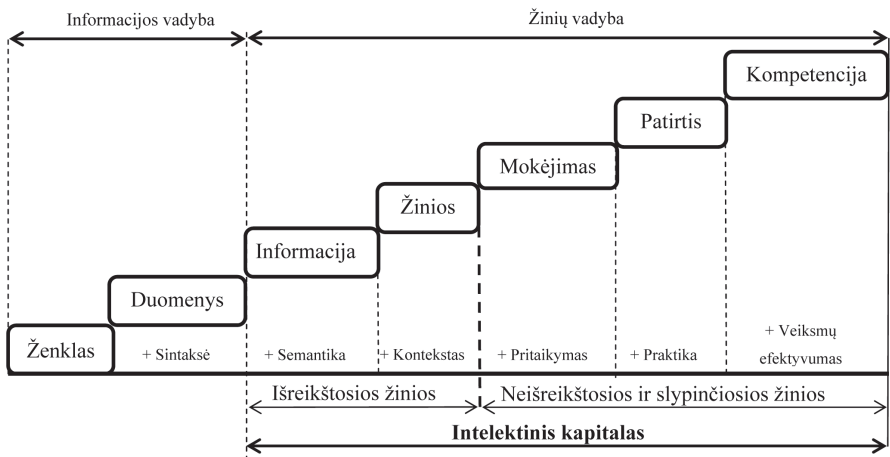 Informacijos vadyba
Žinių vadyba
Kompetencija
Patirtis
Mokėjimas
Žinios
Informacija
Duomenys
Ženklas
+ Sintaksė
+ Semantika
+ Kontekstas
+ Pritaikymas
+ Praktika
+ Veiksmų
efektyvumas
Išreikštosios žinios
Neišreikštosios ir slypinčiosios žinios
Intelektinis kapitalas